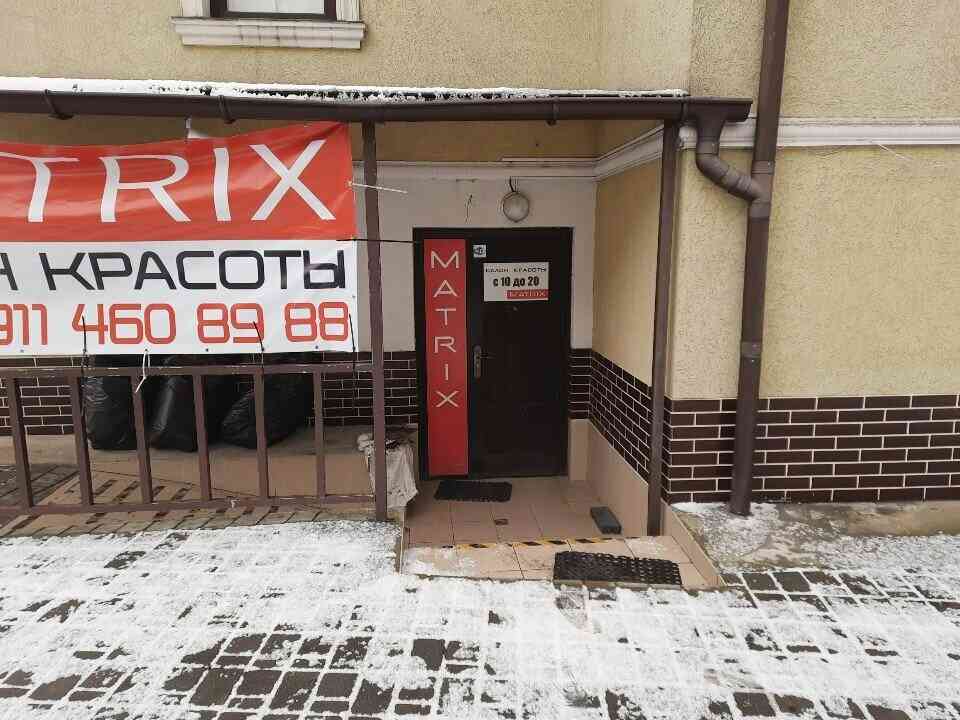 TRIX
Н КРАСОТЫ
911 460 89 88
MATRIX
САЛОН КРАСОТЫ
с 10 до 20
MATRIX